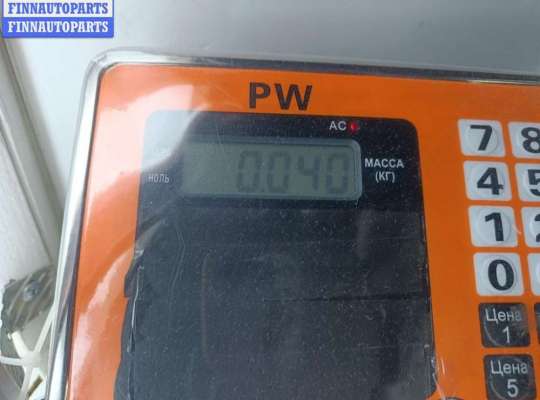 FINNAUTOPARTS
FINNAUTOPARTS
PW
AC
0.040
НОЛЬ
МАССА
(КГ)
7 8
4 5
1 2
0
Цена
1
Цена
5